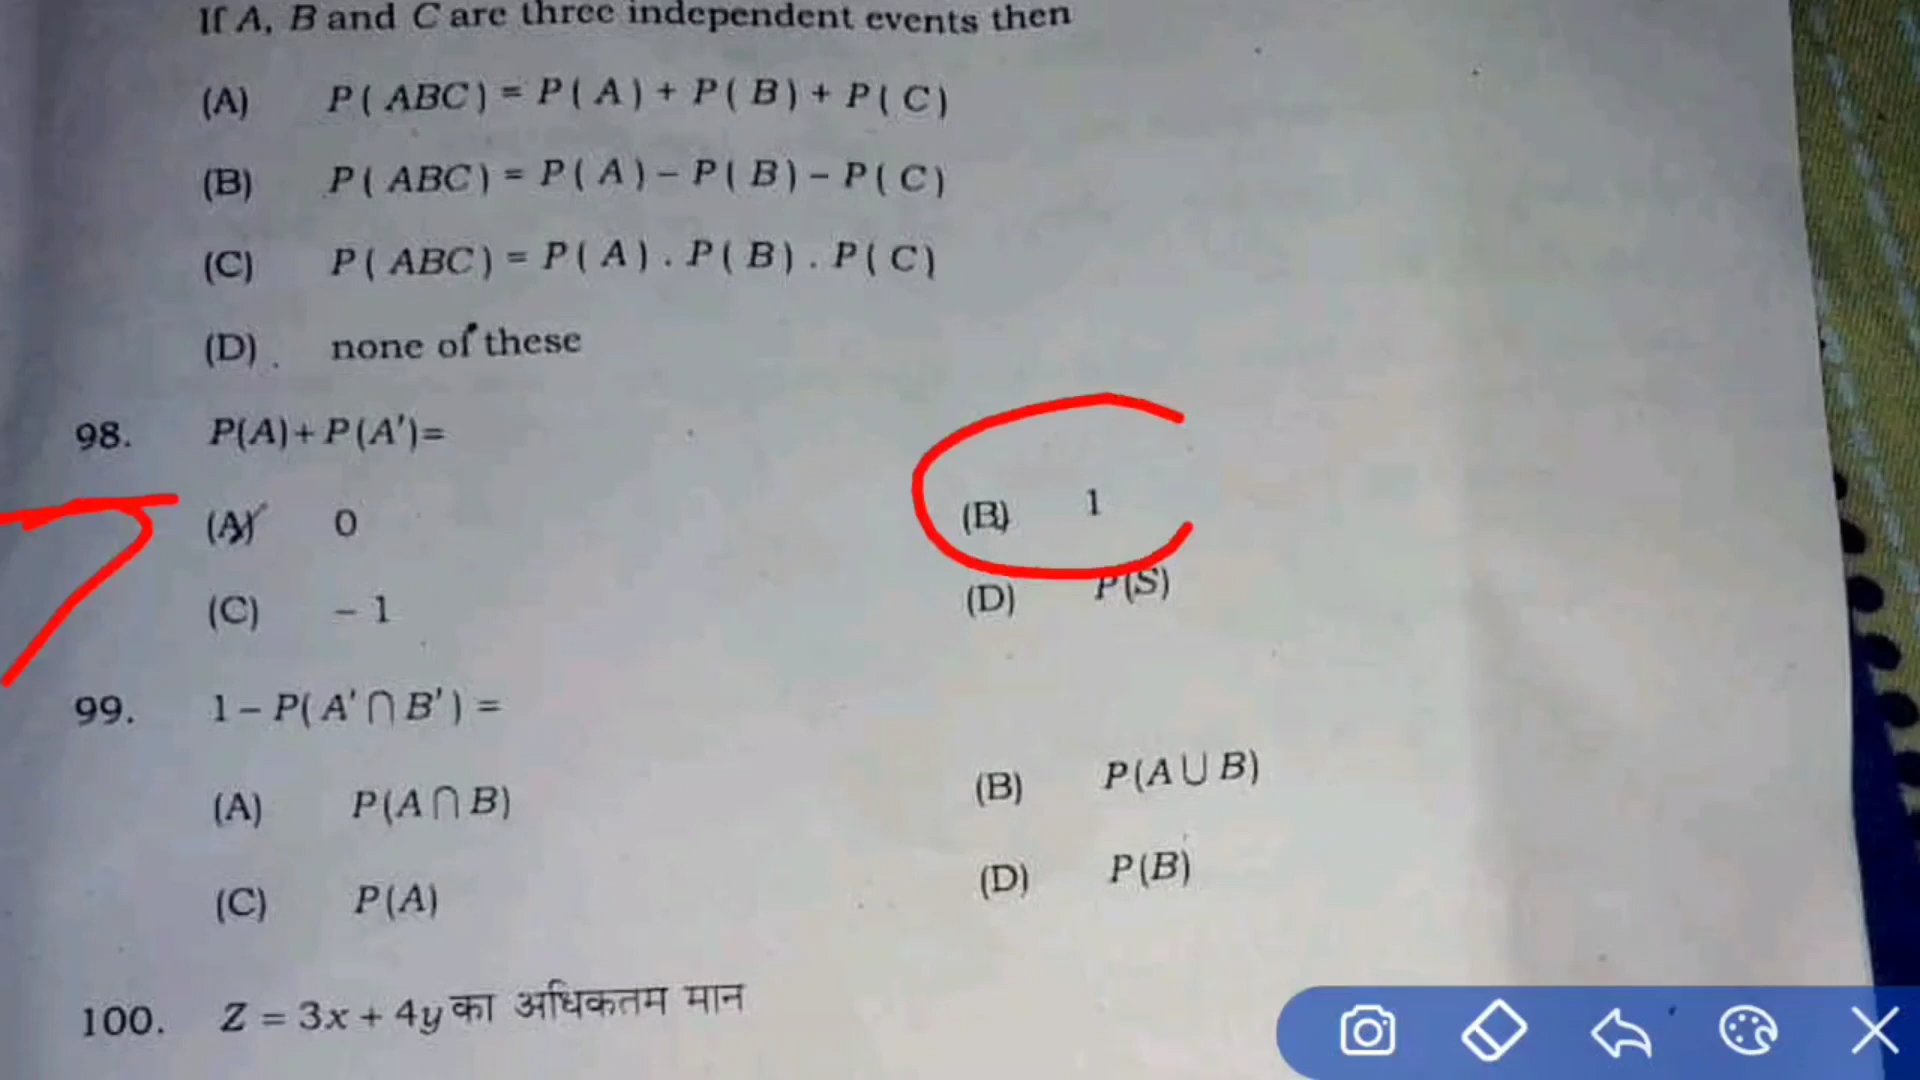 If A, B and C are three independent events then
(A) P( ABC) = P( A) + P( B) + P( C)
(B) P( ABC) = P( A) – P( B) – P( C)
(C) P( ABC) = P( A) . P( B) . P( C)
(D) . none of these
98. P(A)+ P(A')=
(A) 0 (B) 1
(C) – 1 (D) P(S)
99. 1 – P( A' ∩ B' ) =
(A) P(A ∩ B) (B) P(A ∪ B)
(C) P(A) (D) P(B)
100. Z = 3x + 4y का अधिकतम मान